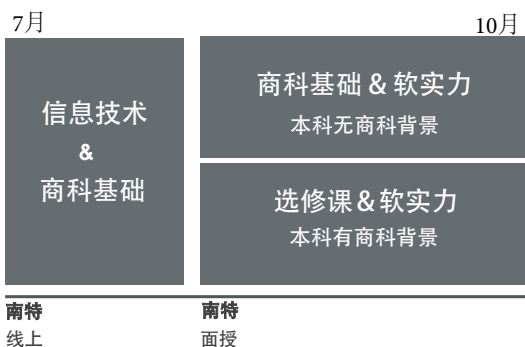 7月
10月
信息技术
&
商科基础
商科基础 & 软实力
本科无商科背景
选修课&软实力
本科有商科背景
南特
线上
南特
面授